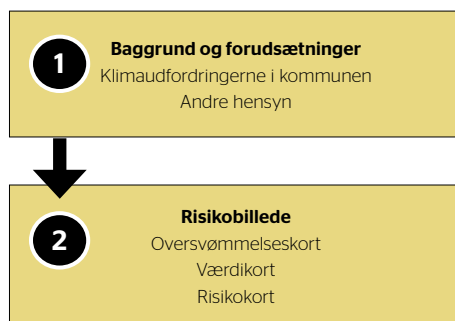 1
Baggrund og forudsætninger
Klimaudfordringerne i kommunen
Andre hensyn
2
Risikobillede
Oversvømmelseskort
Værdikort
Risikokort